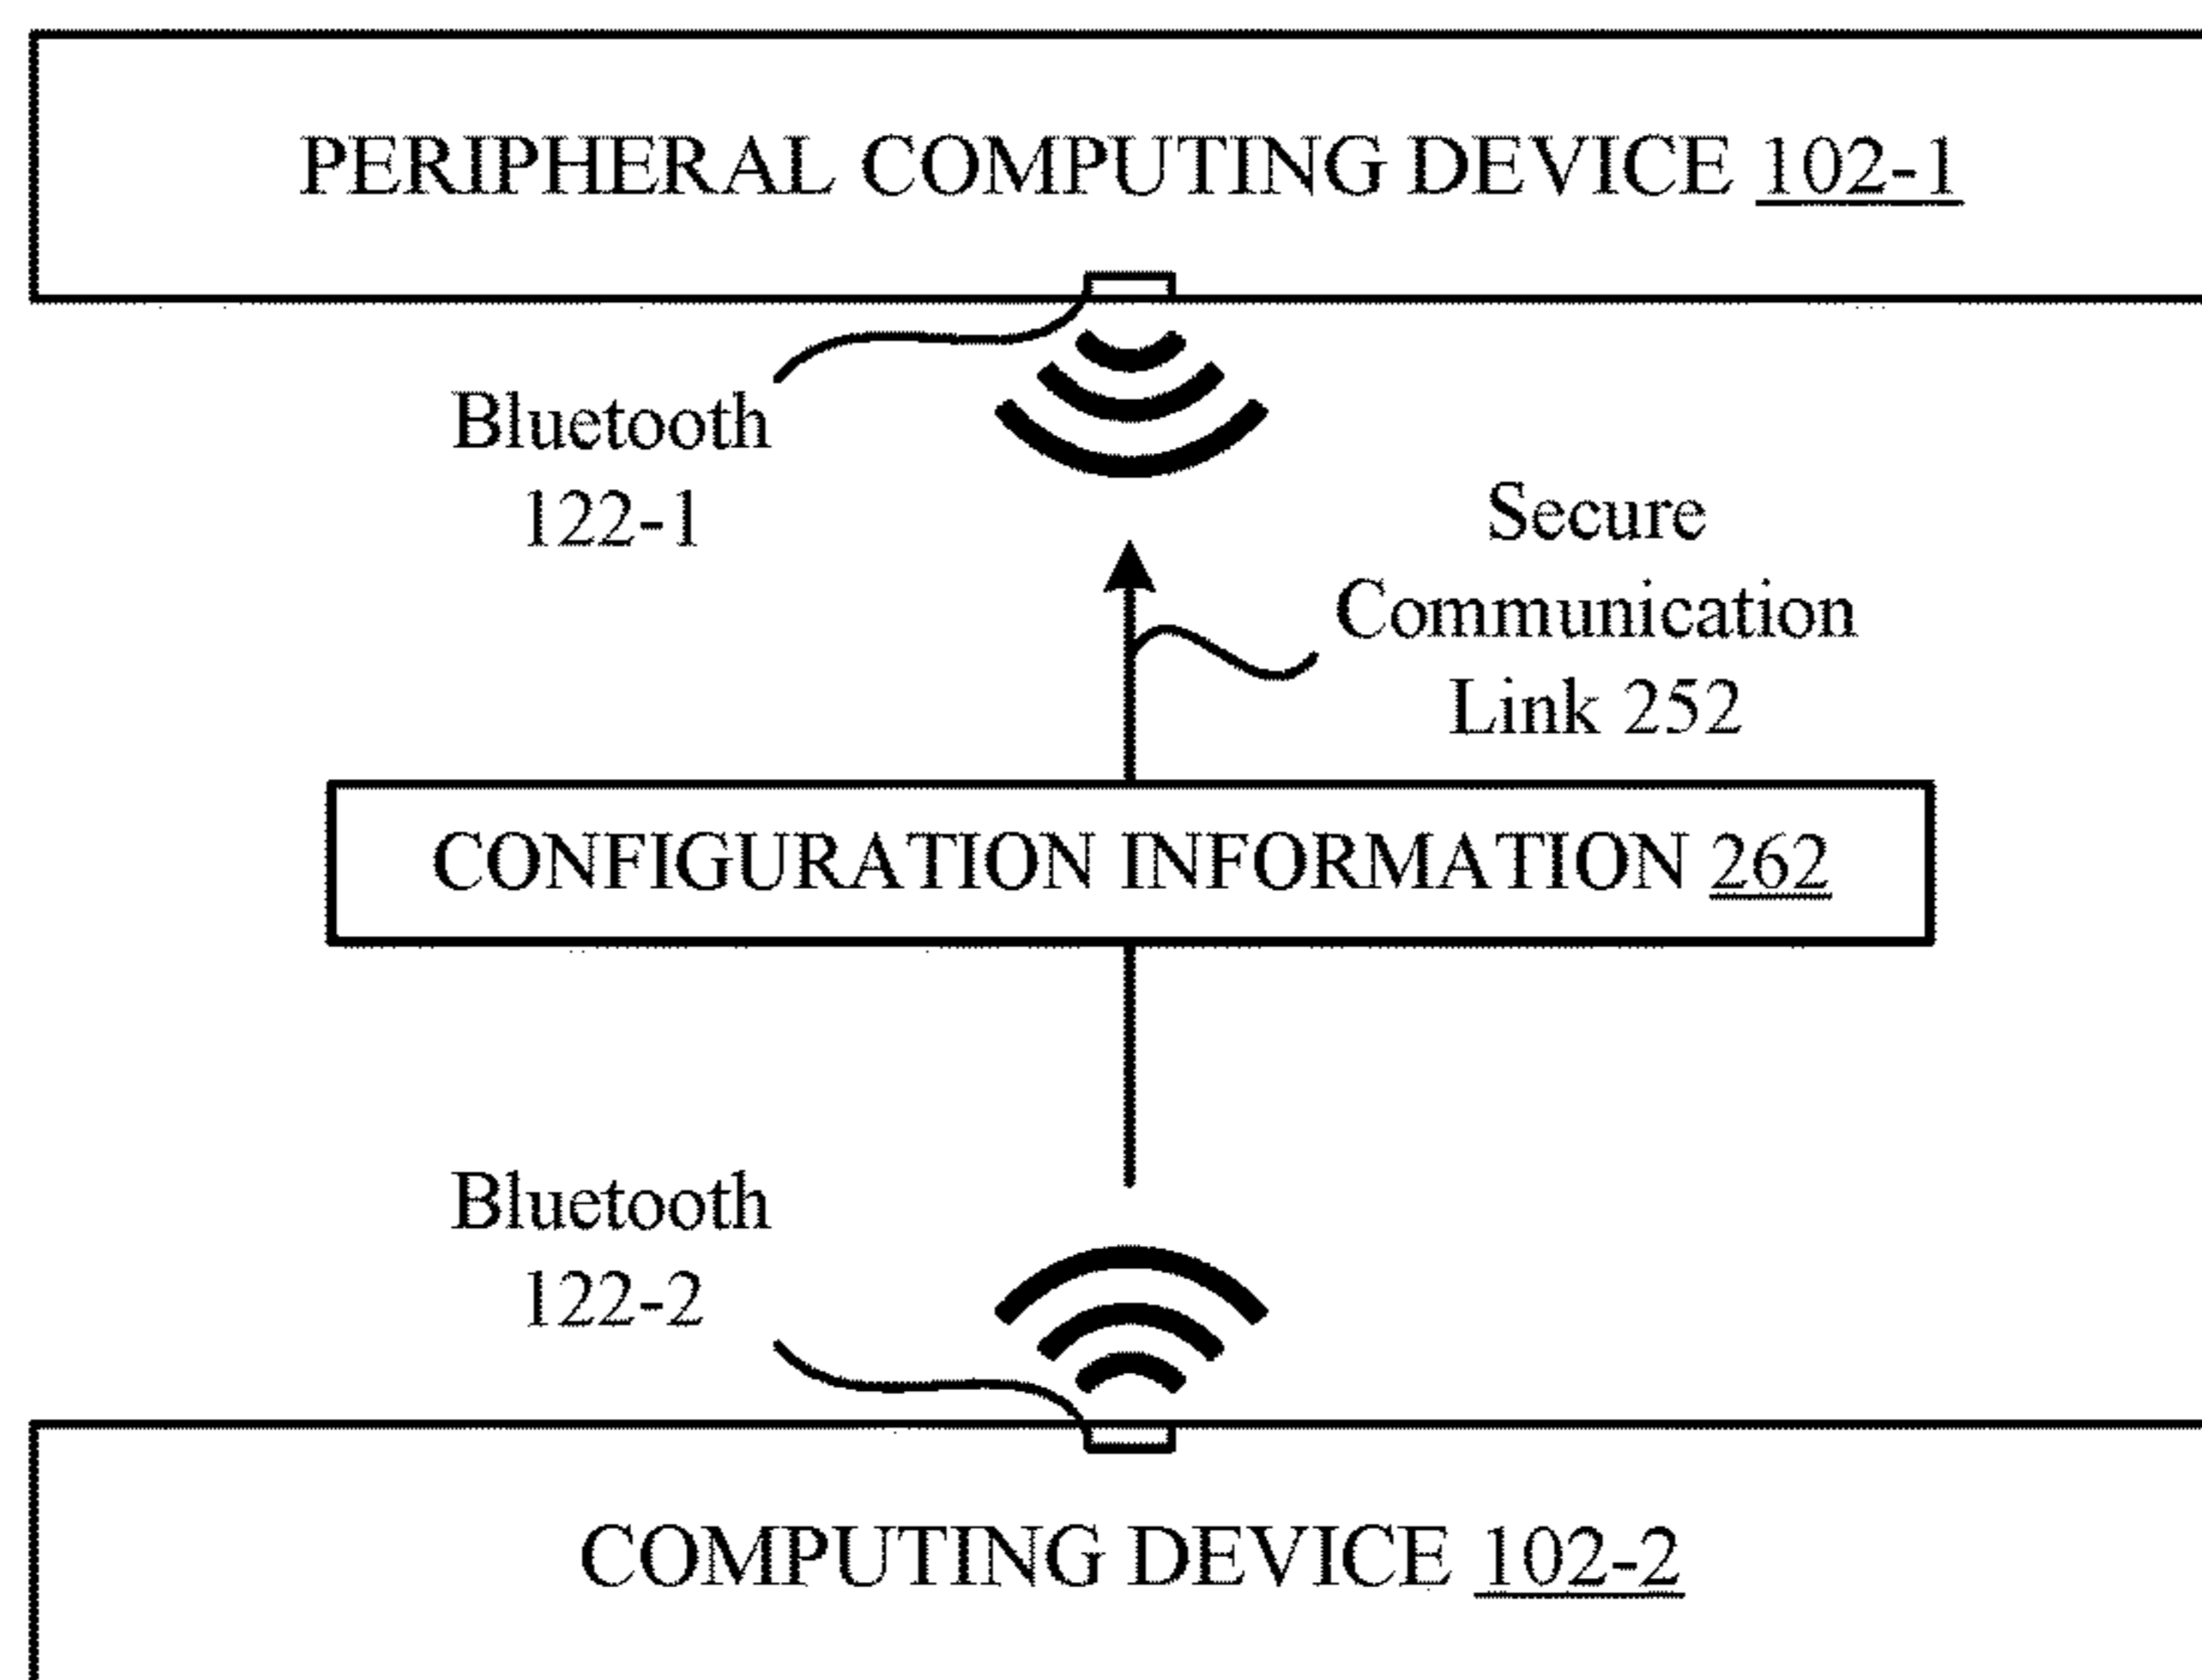 PERIPHERAL COMPUTING DEVICE 102-1
Bluetooth
122-1
Secure
Communication
Link 252
CONFIGURATION INFORMATION 262
Bluetooth
122-2
COMPUTING DEVICE 102-2